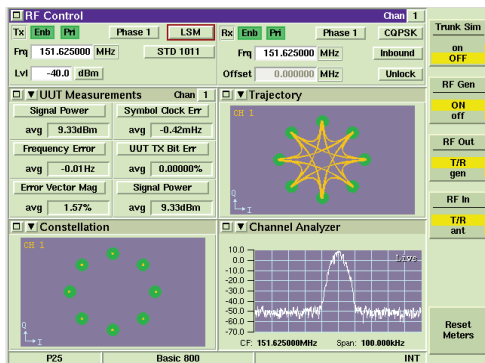 RF Control Chan 1
Tx Enb Pri Phase 1 LSM
Frq 151.625000 MHz STD 1011
Lvl -40.0 dBm
Rx Enb Pri Phase 1 CQPSK
Frq 151.625000 MHz Inbound
Offset 0.000000 MHz Unlock
UUT Measurements Chan 1
Signal Power Symbol Clock Err
avg 9.33dBm avg -0.42mHz
Frequency Error UUT TX Bit Err
avg -0.01Hz avg 0.00000%
Error Vector Mag Signal Power
avg 1.57% avg 9.33dBm
Trajectory
CH 1
Q
I
Constellation
CH 1
Q
I
Channel Analyzer
Live
10.0
0.0
-10.0
-20.0
-30.0
-40.0
-50.0
-60.0
-70.0
CF: 151.625000MHz Span: 100.000kHz
P25 Basic 800 INT
Trunk Sim
on
OFF
RF Gen
ON
off
RF Out
T/R
gen
RF In
T/R
ant
Reset
Meters